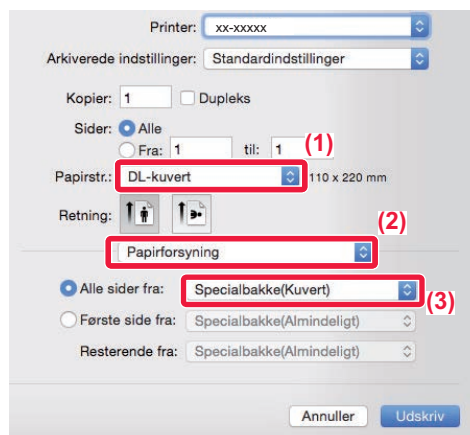 Printer: xx-xxxxx
Arkiverede indstillinger: Standardindstillinger
Kopier: 1 Dupleks
Sider: Alle
Fra: 1 til: 1 (1)
Papirstr.: DL-kuvert 110 x 220 mm
Retning:
(2)
Papirforsyning
Alle sider fra: Specialbakke(Kuvert) (3)
Første side fra: Specialbakke(Almindeligt)
Resterende fra: Specialbakke(Almindeligt)
Annuller Udskriv